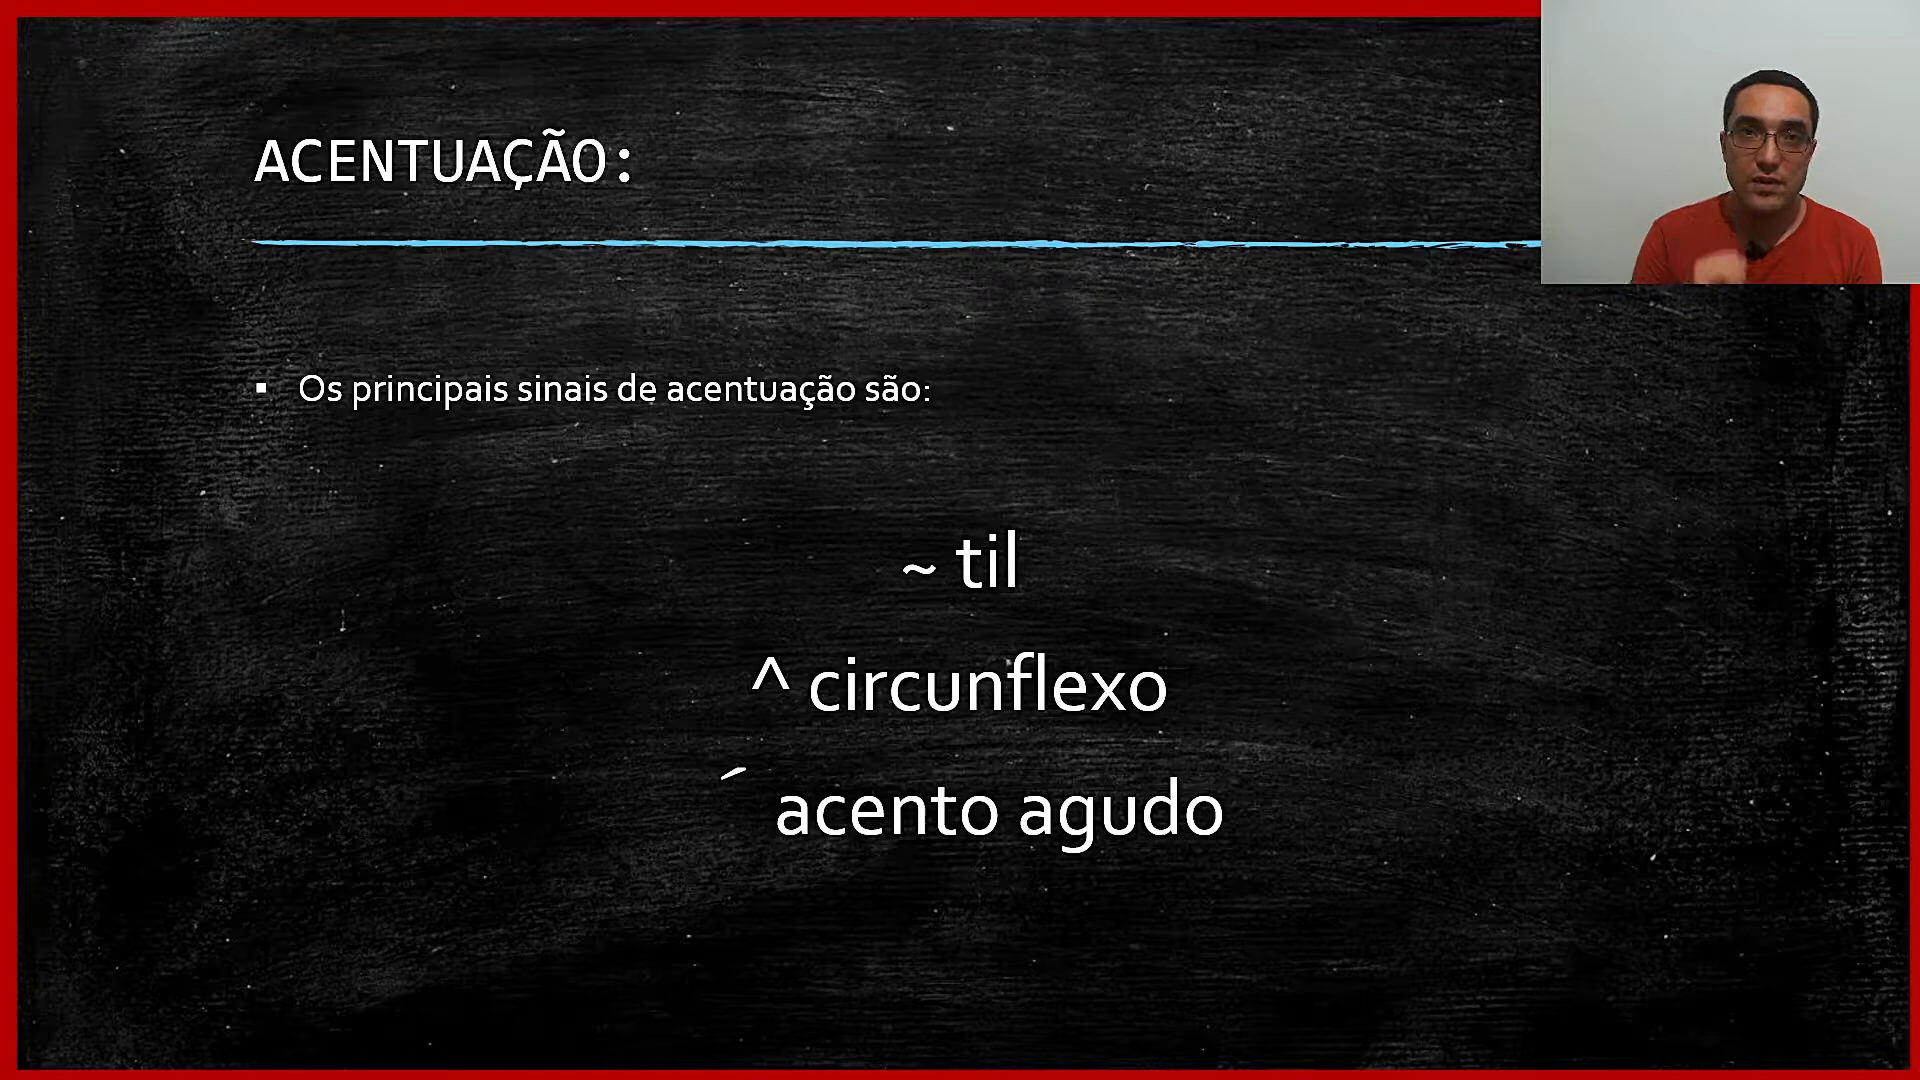 ACENTUAÇÃO:
▪ Os principais sinais de acentuação são:
~ til
^ circunflexo
´ acento agudo